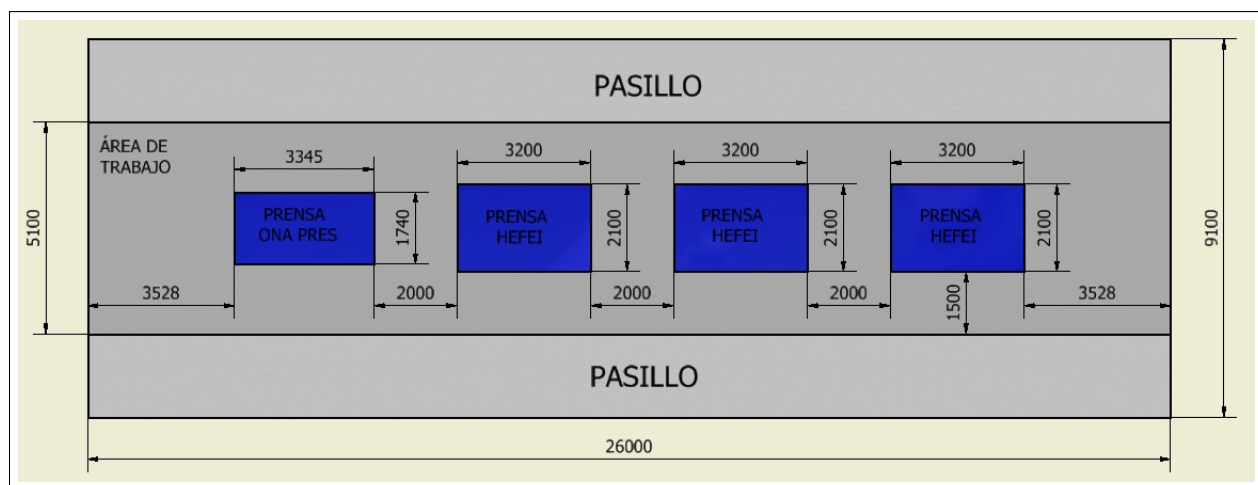 PASILLO
ÁREA DE
TRABAJO
3345
3200
3200
3200
PRENSA
ONA PRES
1740
PRENSA
HEFEI
2100
PRENSA
HEFEI
2100
PRENSA
HEFEI
2100
5100
9100
3528
2000
2000
2000
1500
3528
PASILLO
26000